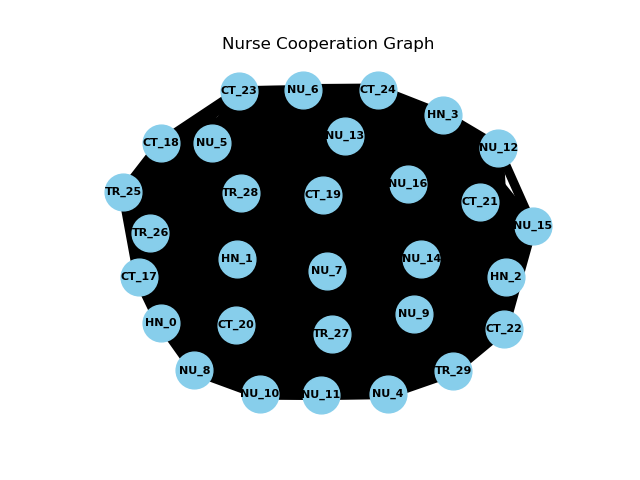 Nurse Cooperation Graph
CT_23
NU_6
CT_24
HN_3
NU_13
CT_18
NU_5
NU_12
NU_16
TR_25
TR_28
CT_19
CT_21
NU_15
TR_26
HN_1
NU_14
NU_7
CT_17
HN_2
NU_9
HN_0
CT_20
CT_22
TR_27
NU_8
TR_29
NU_10
NU_11
NU_4